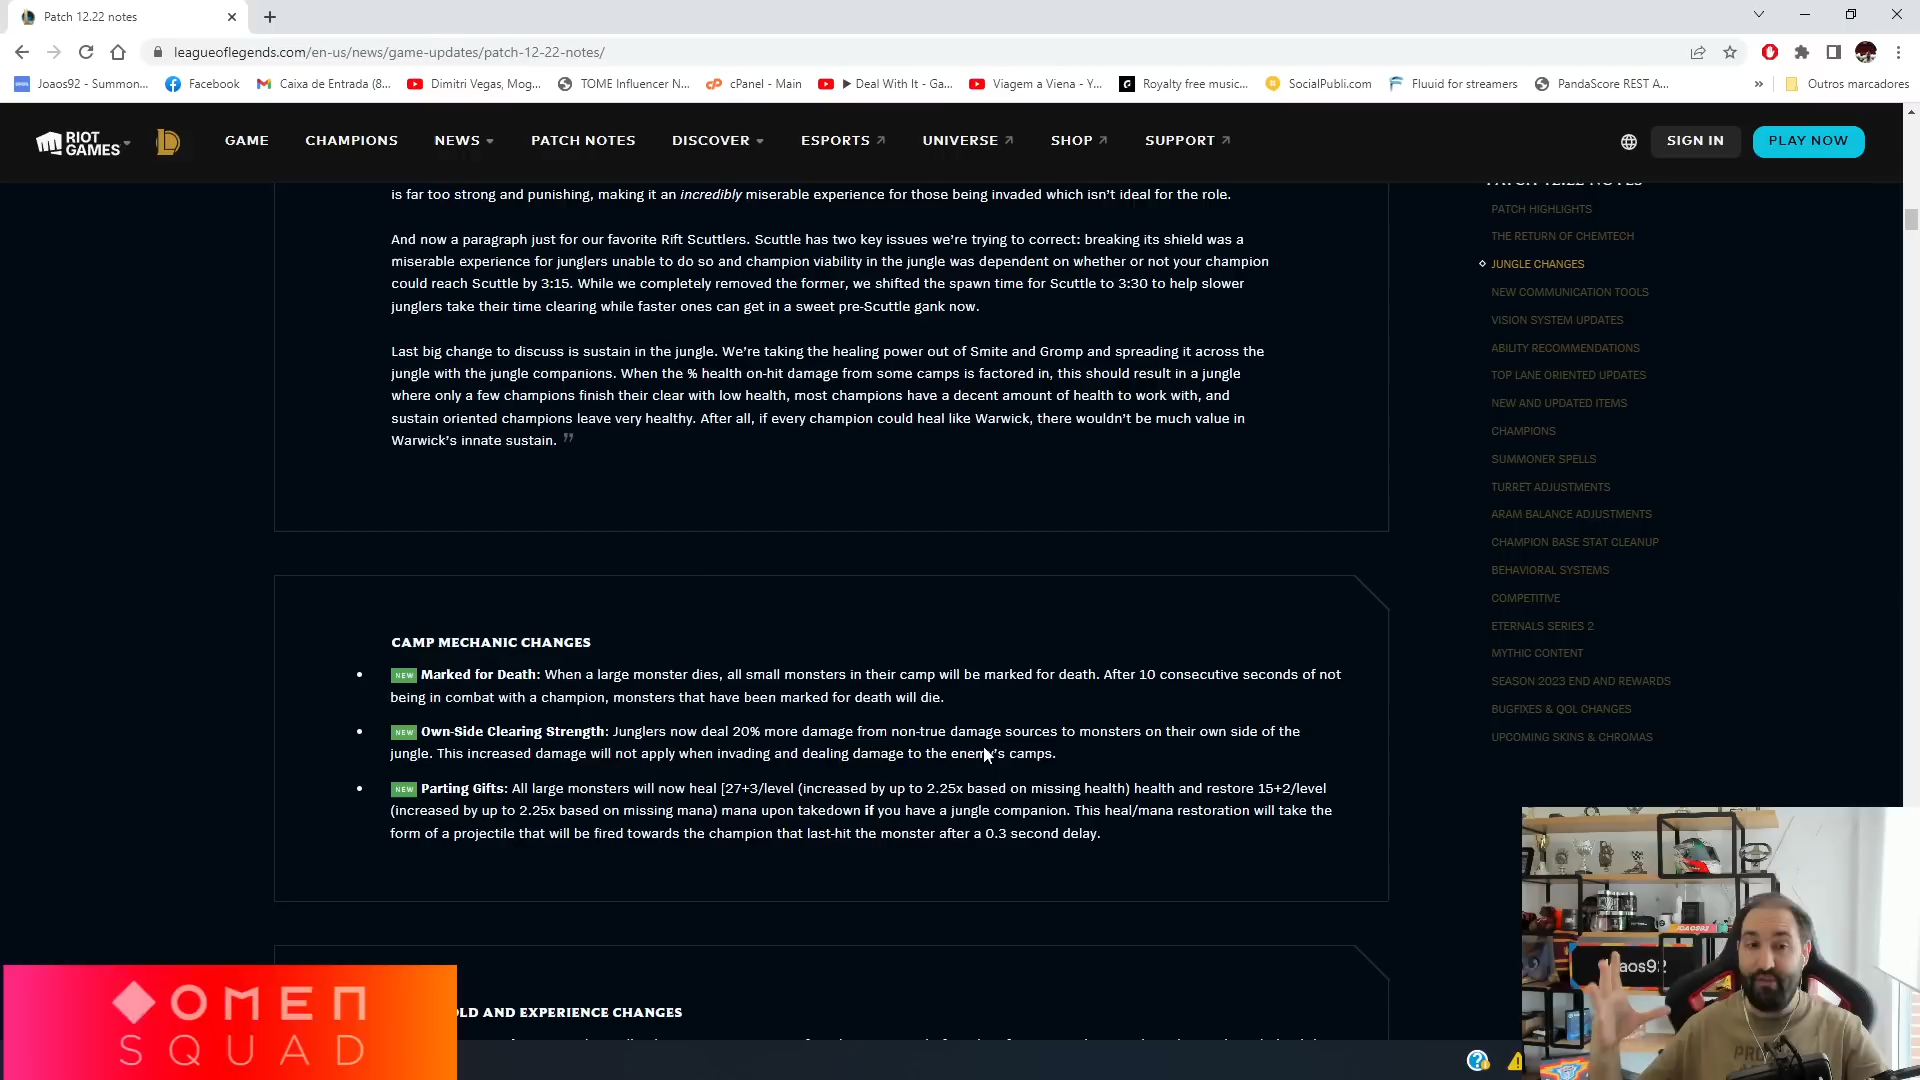 Patch 12.22 notes
leagueoflegends.com/en-us/news/game-updates/patch-12-22-notes/
Joaos92 - Summon...
Facebook
Caixa de Entrada (8...
Dimitri Vegas, Mog...
TOME Influencer N...
cPanel - Main
▶ Deal With It - Ga...
Viagem a Viena - Y...
Royalty free music...
SocialPubli.com
Fluuid for streamers
PandaScore REST A...
»
Outros marcadores
RIOT GAMES
GAME
CHAMPIONS
NEWS
PATCH NOTES
DISCOVER
ESPORTS
UNIVERSE
SHOP
SUPPORT
SIGN IN
PLAY NOW
is far too strong and punishing, making it an incredibly miserable experience for those being invaded which isn't ideal for the role.
And now a paragraph just for our favorite Rift Scuttlers. Scuttle has two key issues we're trying to correct: breaking its shield was a
miserable experience for junglers unable to do so and champion viability in the jungle was dependent on whether or not your champion
could reach Scuttle by 3:15. While we completely removed the former, we shifted the spawn time for Scuttle to 3:30 to help slower
junglers take their time clearing while faster ones can get in a sweet pre-Scuttle gank now.
Last big change to discuss is sustain in the jungle. We're taking the healing power out of Smite and Gromp and spreading it across the
jungle with the jungle companions. When the % health on-hit damage from some camps is factored in, this should result in a jungle
where only a few champions finish their clear with low health, most champions have a decent amount of health to work with, and
sustain oriented champions leave very healthy. After all, if every champion could heal like Warwick, there wouldn't be much value in
Warwick's innate sustain. ”
CAMP MECHANIC CHANGES
• NEW Marked for Death: When a large monster dies, all small monsters in their camp will be marked for death. After 10 consecutive seconds of not
being in combat with a champion, monsters that have been marked for death will die.
• NEW Own-Side Clearing Strength: Junglers now deal 20% more damage from non-true damage sources to monsters on their own side of the
jungle. This increased damage will not apply when invading and dealing damage to the enemy's camps.
• NEW Parting Gifts: All large monsters will now heal [27+3/level (increased by up to 2.25x based on missing health) health and restore 15+2/level
(increased by up to 2.25x based on missing mana) mana upon takedown if you have a jungle companion. This heal/mana restoration will take the
form of a projectile that will be fired towards the champion that last-hit the monster after a 0.3 second delay.
OLD AND EXPERIENCE CHANGES
PATCH 12.22 NOTES
PATCH HIGHLIGHTS
THE RETURN OF CHEMTECH
JUNGLE CHANGES
NEW COMMUNICATION TOOLS
VISION SYSTEM UPDATES
ABILITY RECOMMENDATIONS
TOP LANE ORIENTED UPDATES
NEW AND UPDATED ITEMS
CHAMPIONS
SUMMONER SPELLS
TURRET ADJUSTMENTS
ARAM BALANCE ADJUSTMENTS
CHAMPION BASE STAT CLEANUP
BEHAVIORAL SYSTEMS
COMPETITIVE
ETERNALS SERIES 2
MYTHIC CONTENT
SEASON 2023 END AND REWARDS
BUGFIXES & QOL CHANGES
UPCOMING SKINS & CHROMAS
OMEN
SQUAD
JOAOS92
aos92